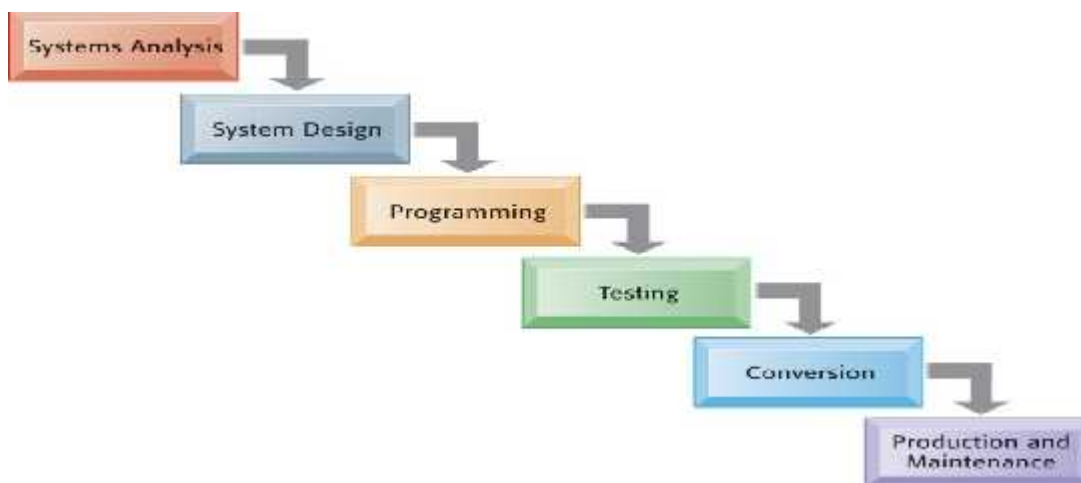 Systems Analysis
System Design
Programming
Testing
Conversion
Production and
Maintenance